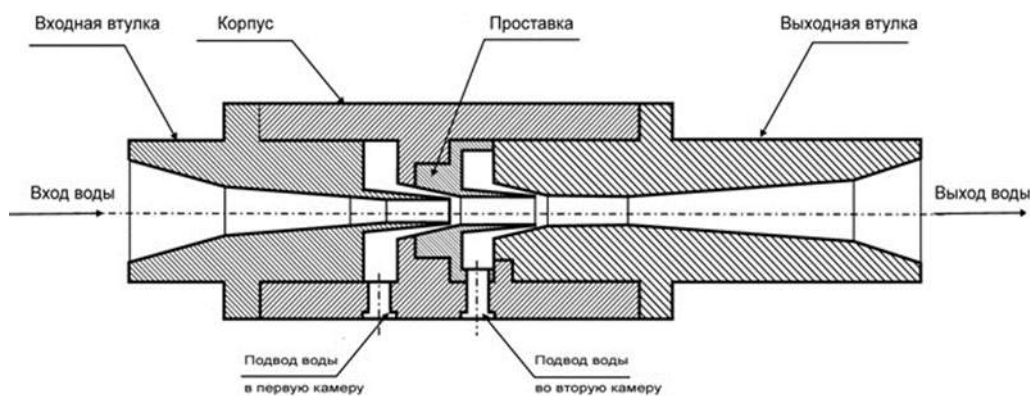 Входная втулка
Корпус
Проставка
Выходная втулка
Вход воды
Выход воды
Подвод воды
в первую камеру
Подвод воды
во вторую камеру